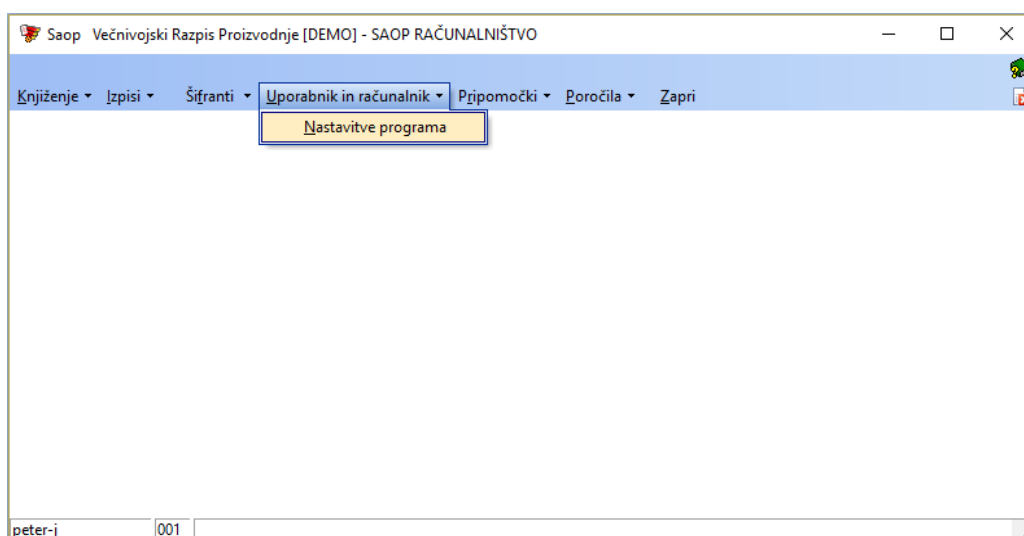 Saop Večnivojski Razpis Proizvodnje [DEMO] - SAOP RAČUNALNIŠTVO
Knjiženje Izpisi Šifranti Uporabnik in računalnik Pripomočki Poročila Zapri
Nastavitve programa
peter-j 001